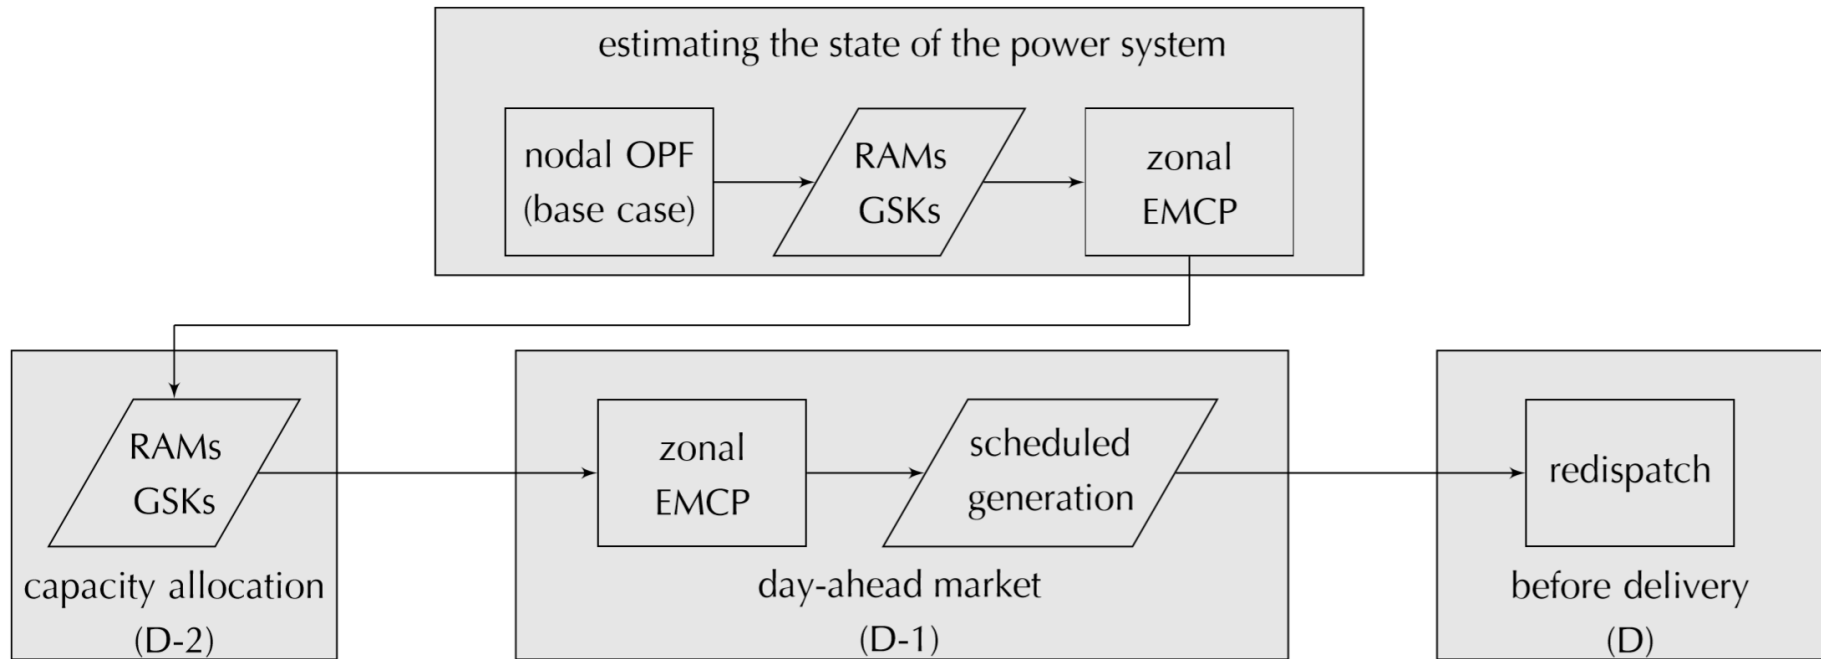 estimating the state of the power system
nodal OPF
(base case)
RAMs
GSKs
zonal
EMCP
RAMs
GSKs
capacity allocation
(D-2)
zonal
EMCP
scheduled
generation
day-ahead market
(D-1)
redispatch
before delivery
(D)